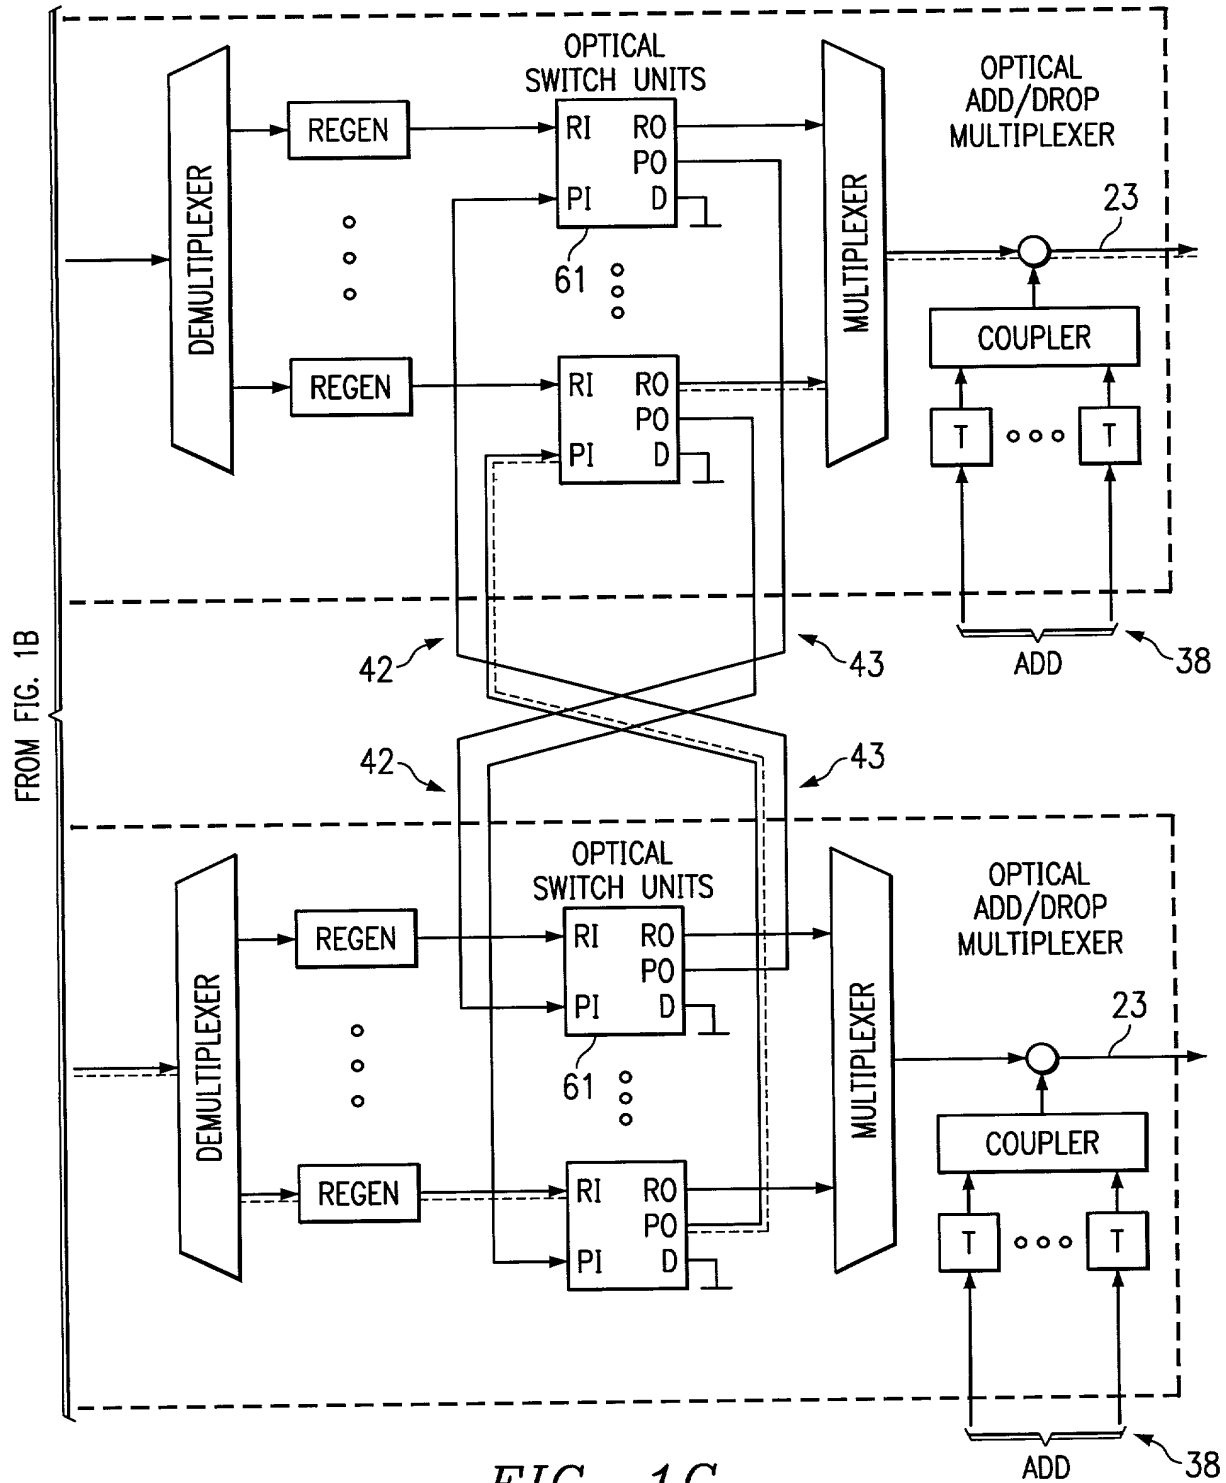 FROM FIG. 1B
OPTICAL
SWITCH UNITS
OPTICAL
ADD/DROP
MULTIPLEXER
DEMULTIPLEXER
REGEN
RI RO
PO
PI D
61
MULTIPLEXER
23
COUPLER
REGEN
RI RO
PO
PI D
T
T
42
43
ADD
38
42
43
OPTICAL
SWITCH UNITS
OPTICAL
ADD/DROP
MULTIPLEXER
DEMULTIPLEXER
REGEN
RI RO
PO
PI D
61
MULTIPLEXER
23
COUPLER
REGEN
RI RO
PO
PI D
T
T
ADD
38
FIG. 1C